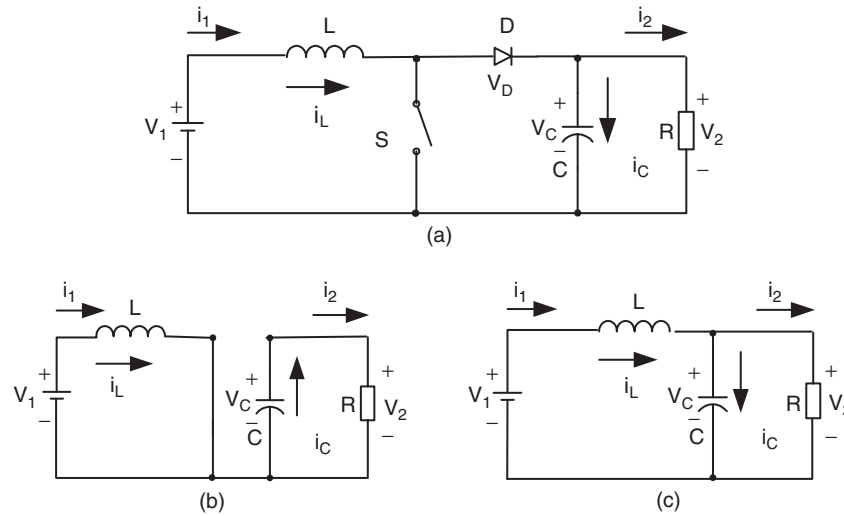 i1 L D i2
iL VD
+ + +
V1 S VC R V2
− − −
C iC
(a)
i1 L i2
iL
+ + +
V1 VC R V2
− − −
C iC
(b)
i1 L i2
iL
+ + +
V1 VC R V2
− − −
C iC
(c)